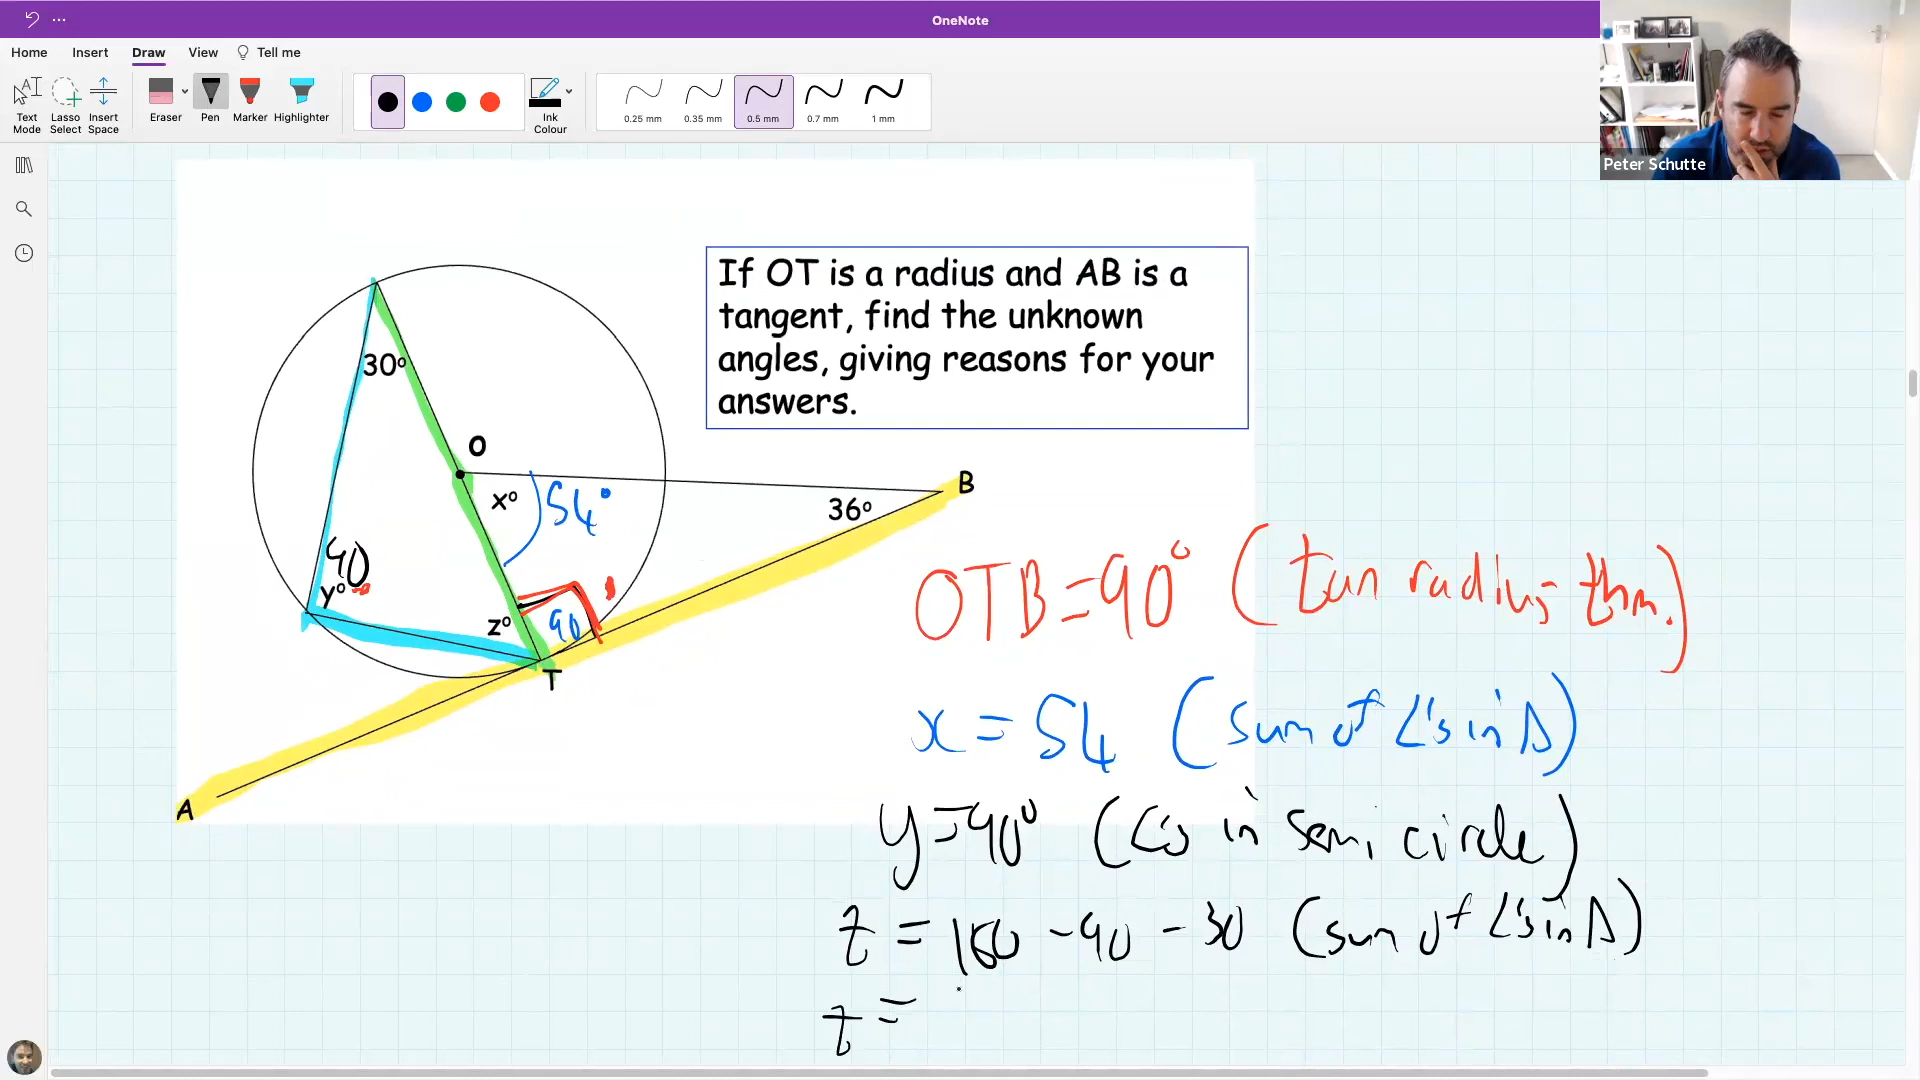 OneNote
Home Insert Draw View Tell me
Text Mode
Lasso Select
Insert Space
Eraser
Pen
Marker
Highlighter
Ink Colour
0.25 mm
0.35 mm
0.5 mm
0.7 mm
1 mm
Peter Schutte
If OT is a radius and AB is a
tangent, find the unknown
angles, giving reasons for your
answers.
30°
O
x°
54°
36°
B
90
y°
z°
90
T
A
OTB=90° (tan radius thm.)
x = 54 (sum of ∠'s in Δ)
y=90° (∠s in semi circle)
z = 180 - 90 - 30 (sum of ∠'s in Δ)
z =